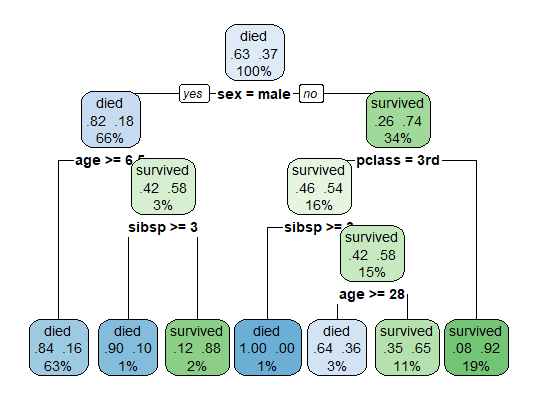 died
.63 .37
100%
yes sex = male no
died
.82 .18
66%
survived
.26 .74
34%
age >= 6.5
pclass = 3rd
survived
.42 .58
3%
survived
.46 .54
16%
sibsp >= 3
sibsp >=
survived
.42 .58
15%
age >= 28
died
.84 .16
63%
died
.90 .10
1%
survived
.12 .88
2%
died
1.00 .00
1%
died
.64 .36
3%
survived
.35 .65
11%
survived
.08 .92
19%